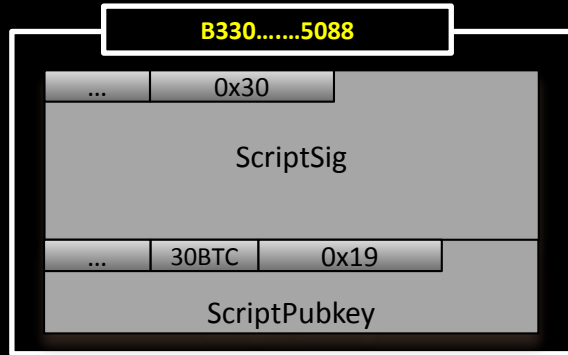 B330.......5088
... 0x30
ScriptSig
... 30BTC 0x19
ScriptPubkey